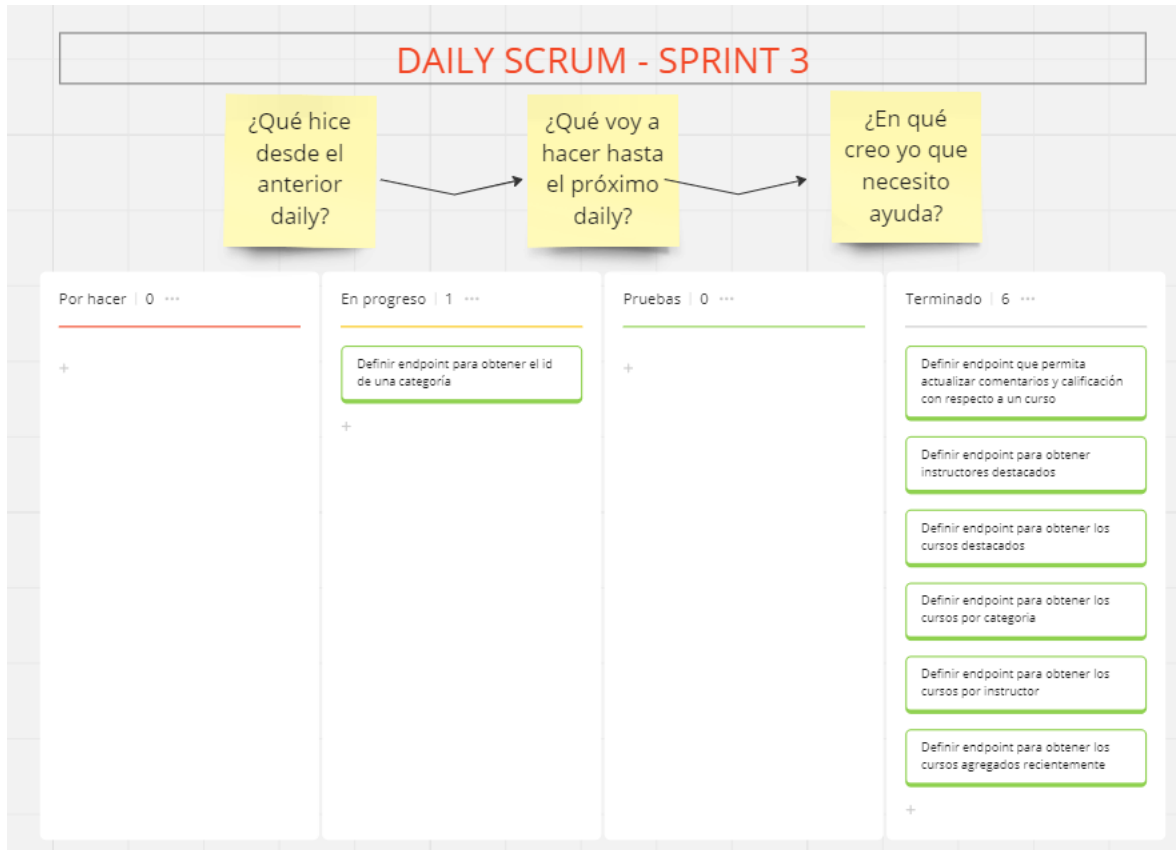 DAILY SCRUM - SPRINT 3
¿Qué hice
desde el
anterior
daily?
¿Qué voy a
hacer hasta
el próximo
daily?
¿En qué
creo yo que
necesito
ayuda?
Por hacer | 0 ...
+
En progreso | 1 ...
Definir endpoint para obtener el id
de una categoría
+
Pruebas | 0 ...
+
Terminado | 6 ...
Definir endpoint que permita
actualizar comentarios y calificación
con respecto a un curso
Definir endpoint para obtener
instructores destacados
Definir endpoint para obtener los
cursos destacados
Definir endpoint para obtener los
cursos por categoria
Definir endpoint para obtener los
cursos por instructor
Definir endpoint para obtener los
cursos agregados recientemente
+